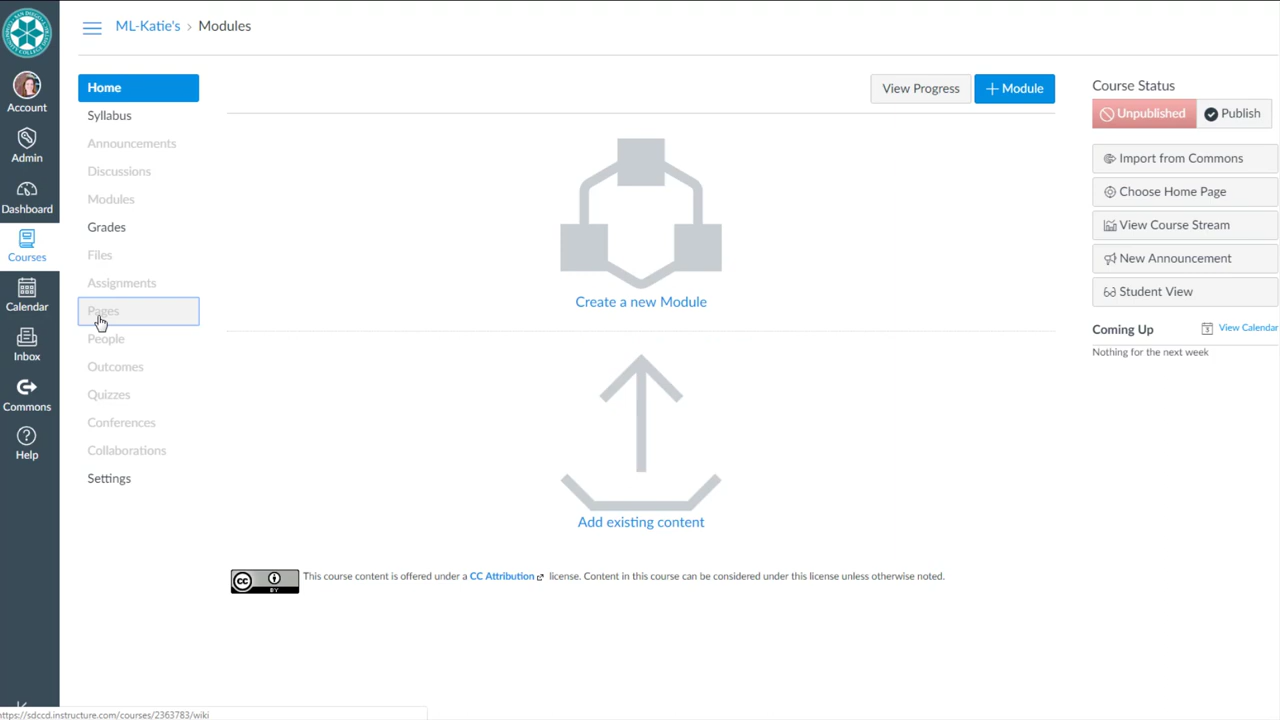 ML-Katie's › Modules
Account
Admin
Dashboard
Courses
Calendar
Inbox
Commons
Help
Home
Syllabus
Announcements
Discussions
Modules
Grades
Files
Assignments
Pages
People
Outcomes
Quizzes
Conferences
Collaborations
Settings
View Progress
+ Module
Create a new Module
Add existing content
CC BY
This course content is offered under a CC Attribution license. Content in this course can be considered under this license unless otherwise noted.
Course Status
Unpublished
Publish
Import from Commons
Choose Home Page
View Course Stream
New Announcement
Student View
Coming Up
View Calendar
Nothing for the next week
https://sdccd.instructure.com/courses/2363783/wiki